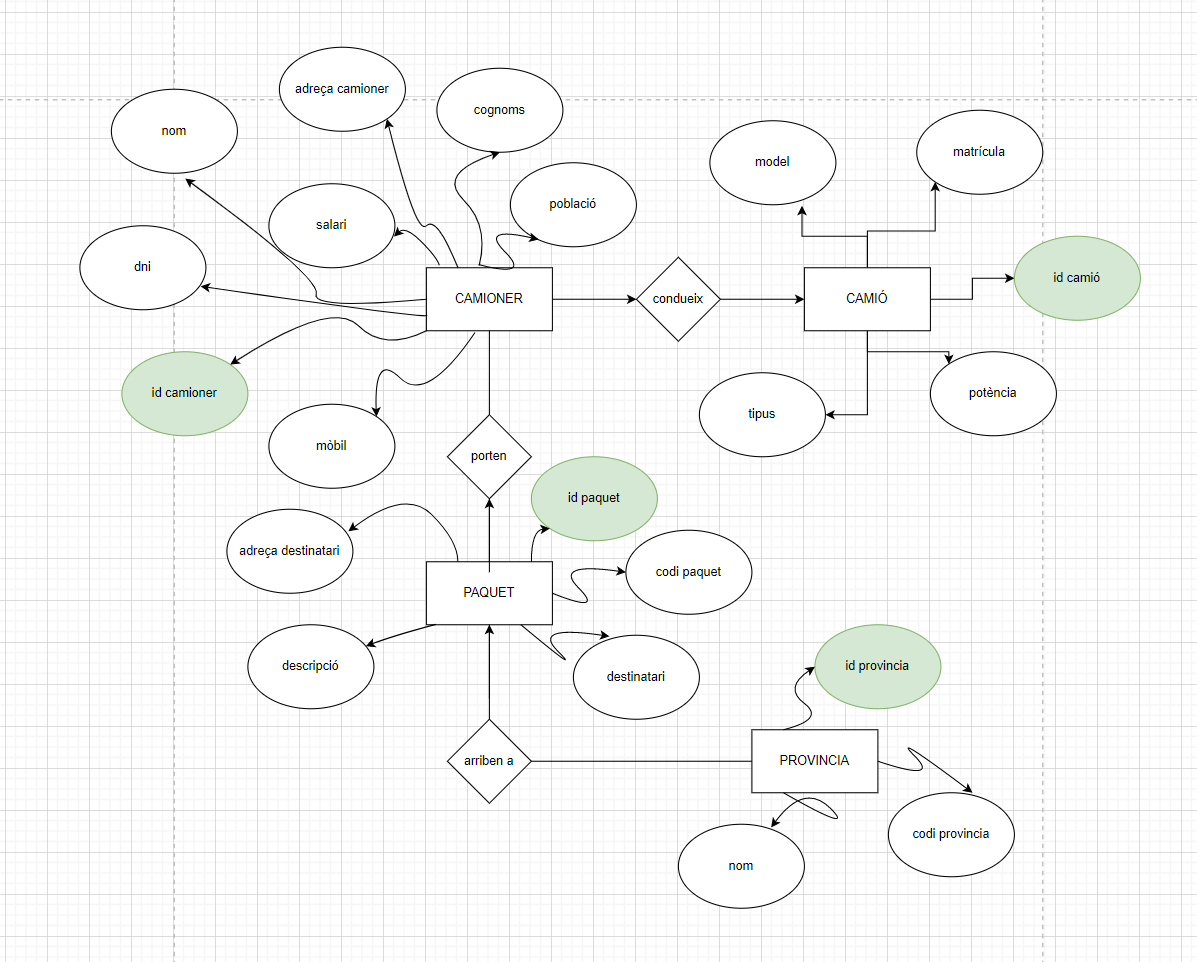 adreça camioner
cognoms
nom
model
matrícula
població
salari
dni
id camió
CAMIONER
condueix
CAMIÓ
id camioner
potència
tipus
mòbil
porten
id paquet
adreça destinatari
codi paquet
PAQUET
descripció
destinatari
id provincia
arriben a
PROVINCIA
codi provincia
nom